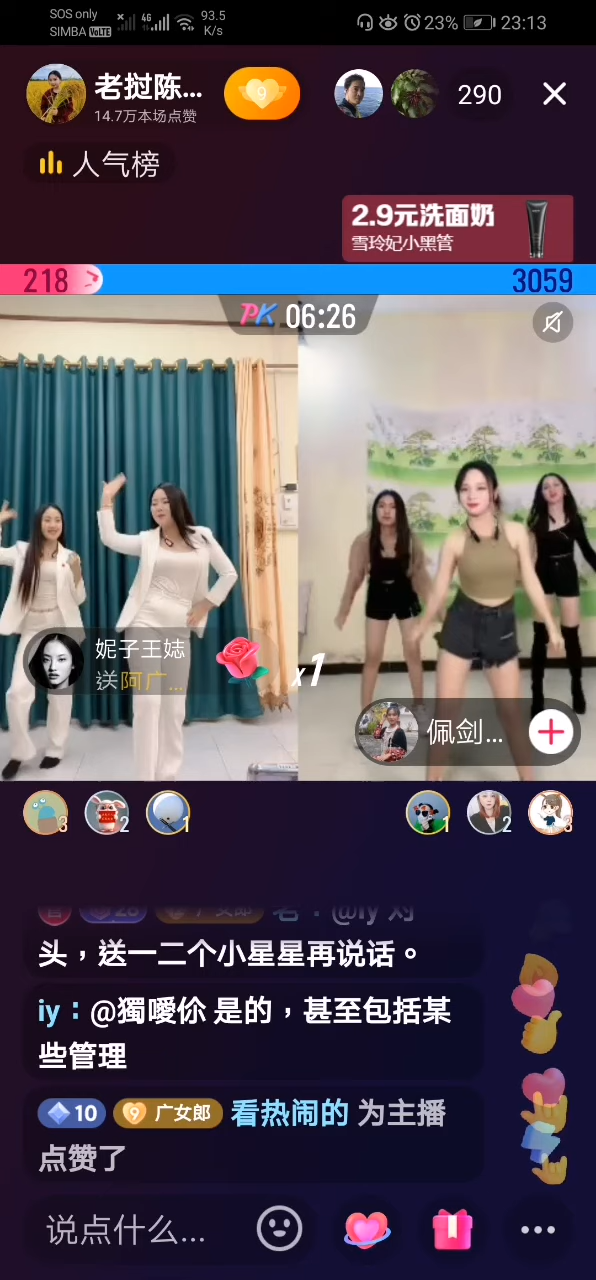 SOS only
SIMBA VoLTE
4G
93.5
K/s
23%
23:13
老挝陈...
14.7万本场点赞
9
290
人气榜
2.9元洗面奶
雪玲妃小黑管
218
3059
PK 06:26
妮子王娡
送阿广...
x1
佩剑...
3
2
1
1
2
3
头，送一二个小星星再说话。
iy：@獨噯伱 是的，甚至包括某
些管理
10 9 广女郎 看热闹的 为主播
点赞了
说点什么...